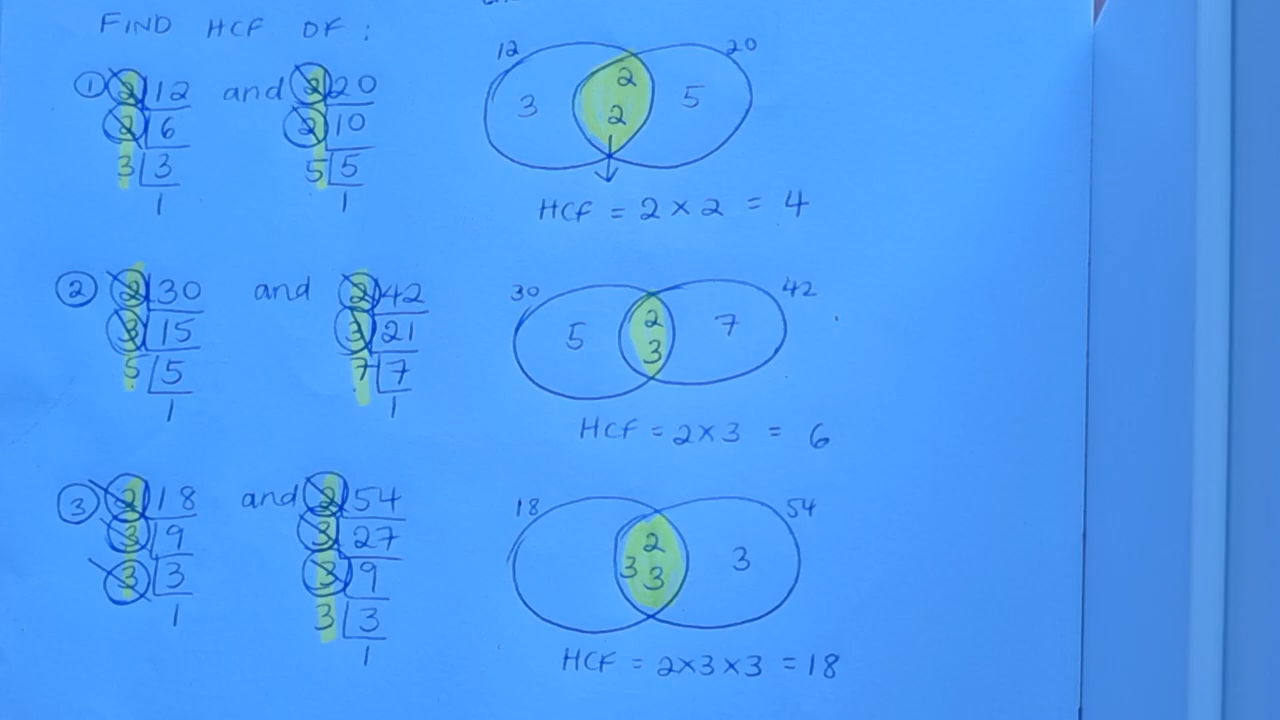 FIND HCF OF :
① 2 12 and 2 20
2 6 2 10
3 3 5 5
1 1
12 20
3 2 2 5
HCF = 2 × 2 = 4
② 2 30 and 2 42
3 15 3 21
5 5 7 7
1 1
30 42
5 2 3 7
HCF = 2 × 3 = 6
③ 2 18 and 2 54
3 9 3 27
3 3 3 9
1 3 3
1
18 54
2 3 3 3
HCF = 2×3×3 = 18